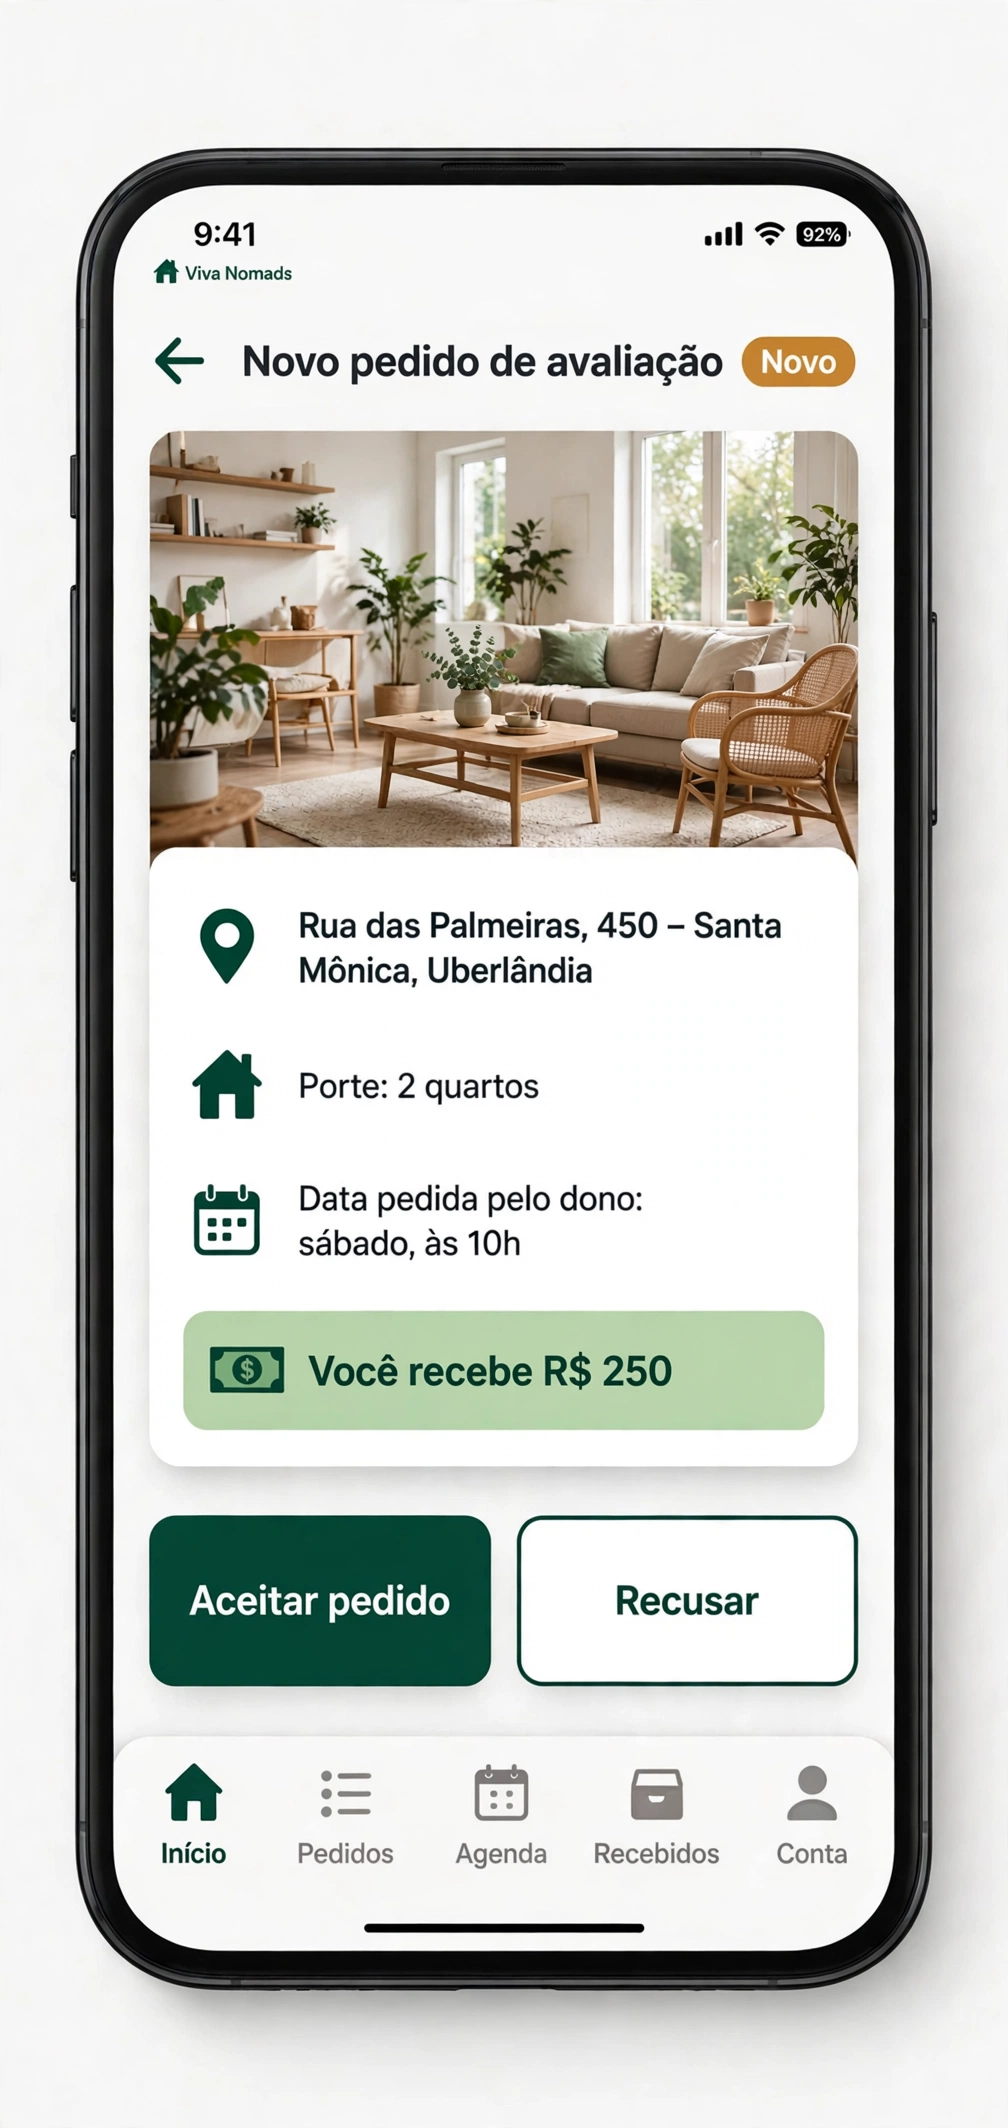 9:41
92%
Viva Nomads
Novo pedido de avaliação
Novo
Rua das Palmeiras, 450 – Santa
Mônica, Uberlândia
Porte: 2 quartos
Data pedida pelo dono:
sábado, às 10h
$
Você recebe R$ 250
Aceitar pedido
Recusar
Início
Pedidos
Agenda
Recebidos
Conta